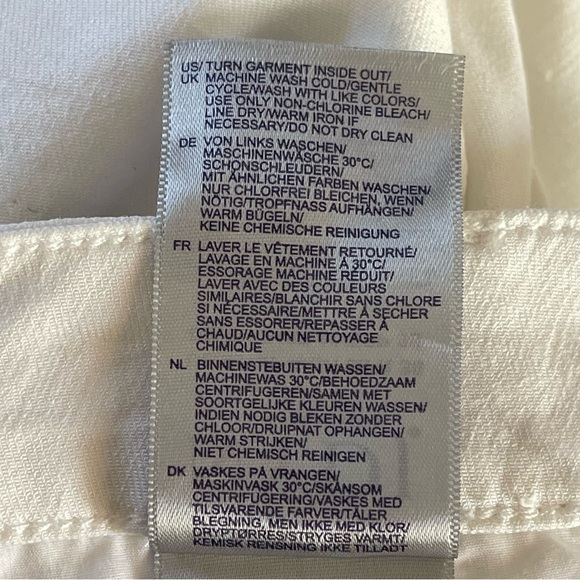 US/ TURN GARMENT INSIDE OUT/
UK MACHINE WASH COLD/GENTLE
CYCLE/WASH WITH LIKE COLORS/
USE ONLY NON-CHLORINE BLEACH/
LINE DRY/WARM IRON IF
NECESSARY/DO NOT DRY CLEAN
DE VON LINKS WASCHEN/
MASCHINENWÄSCHE 30°C/
SCHONSCHLEUDERN/
MIT ÄHNLICHEN FARBEN WASCHEN/
NUR CHLORFREI BLEICHEN, WENN
NÖTIG/TROPFNASS AUFHÄNGEN/
WARM BÜGELN/
KEINE CHEMISCHE REINIGUNG
FR LAVER LE VÊTEMENT RETOURNÉ/
LAVAGE EN MACHINE À 30°C/
ESSORAGE MACHINE RÉDUIT/
LAVER AVEC DES COULEURS
SIMILAIRES/BLANCHIR SANS CHLORE
SI NÉCESSAIRE/METTRE À SECHER
SANS ESSORER/REPASSER À
CHAUD/AUCUN NETTOYAGE
CHIMIQUE
NL BINNENSTEBUITEN WASSEN/
MACHINEWAS 30°C/BEHOEDZAAM
CENTRIFUGEREN/SAMEN MET
SOORTGELIJKE KLEUREN WASSEN/
INDIEN NODIG BLEKEN ZONDER
CHLOOR/DRUIPNAT OPHANGEN/
WARM STRIJKEN/
NIET CHEMISCH REINIGEN
DK VASKES PÅ VRANGEN/
MASKINVASK 30°C/SKÅNSOM
CENTRIFUGERING/VASKES MED
TILSVARENDE FARVER/TÅLER
BLEGNING, MEN IKKE MED KLOR/
DRYPTØRRES/STRYGES VARMT/
KEMISK RENSNING IKKE TILLADT